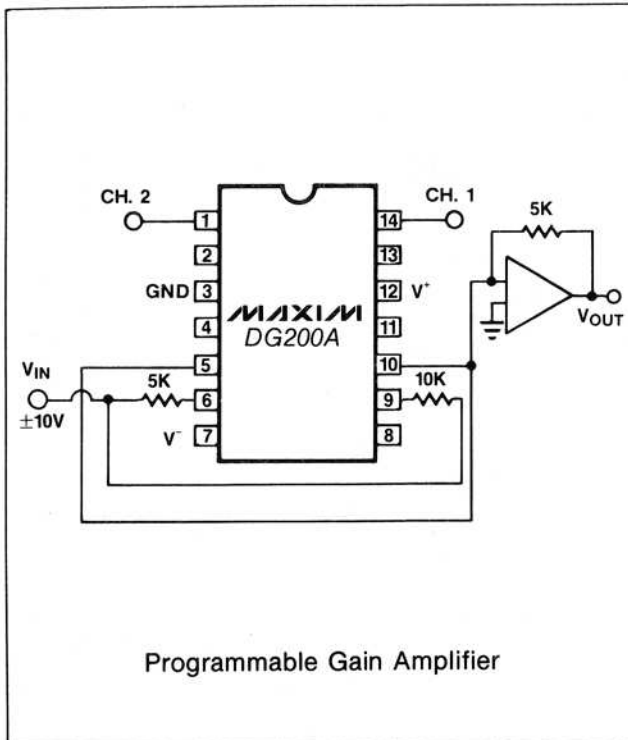 CH. 2
CH. 1
1
14
5K
2
13
GND
3
12
V+
MAXIM
DG200A
4
11
VOUT
VIN
5
10
5K
10K
±10V
6
9
V-
7
8
Programmable Gain Amplifier